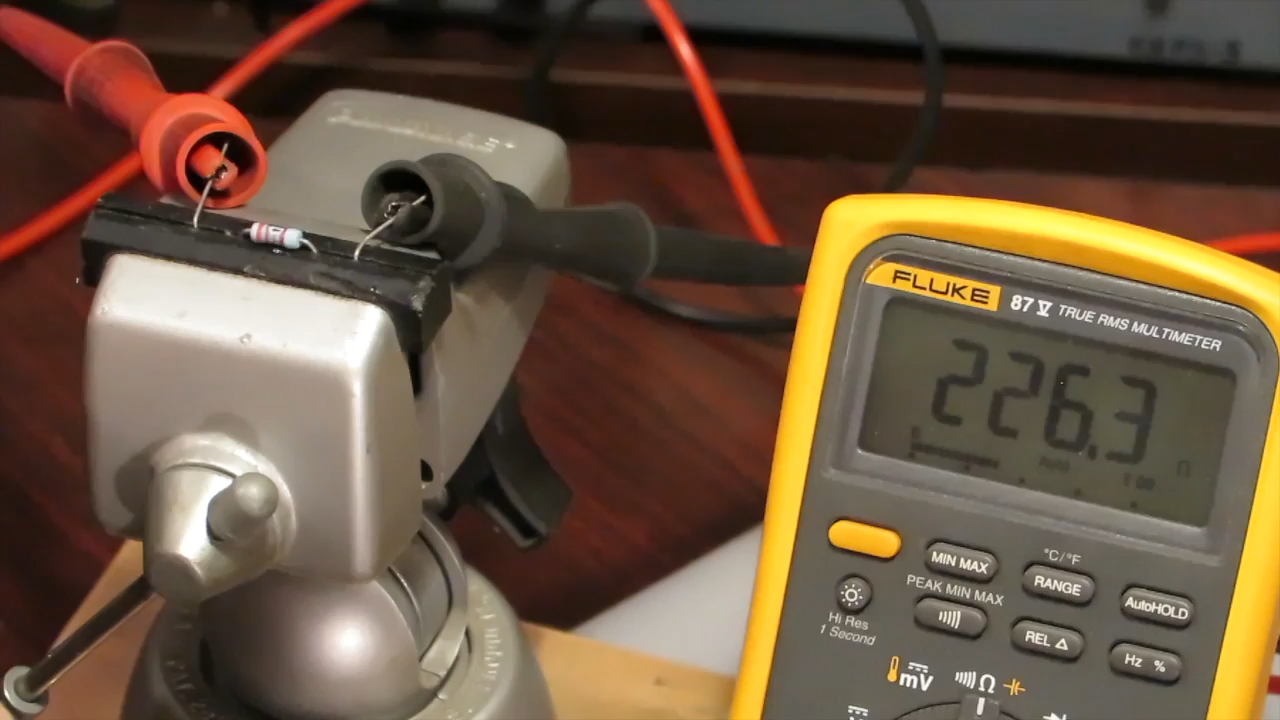 FLUKE 87 V TRUE RMS MULTIMETER
226.3
MIN MAX
°C/°F
RANGE
AutoHOLD
PEAK MIN MAX
Hi Res
1 Second
REL Δ
Hz %
mV
Ω